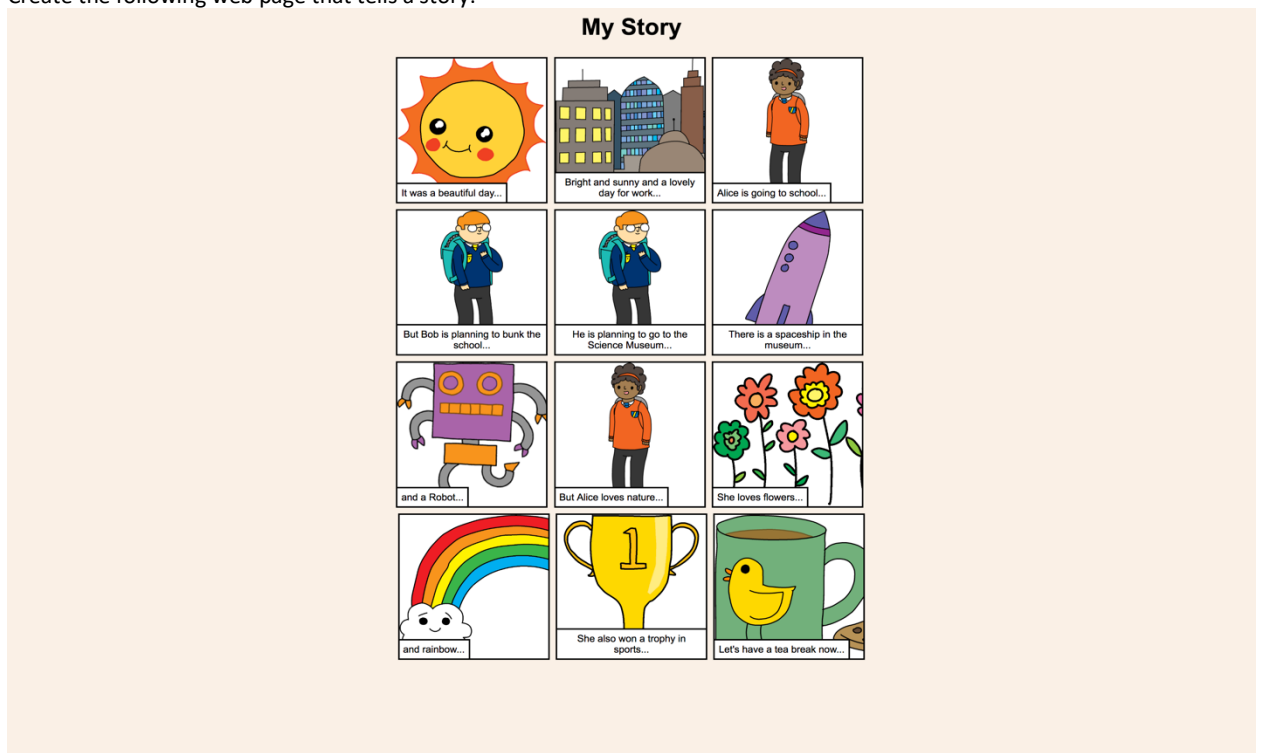 Create the following web page that tells a story!
My Story
It was a beautiful day...
Bright and sunny and a lovely
day for work...
Alice is going to school...
But Bob is planning to bunk the
school...
He is planning to go to the
Science Museum...
There is a spaceship in the
museum...
and a Robot...
But Alice loves nature...
She loves flowers...
1
and rainbow...
She also won a trophy in
sports...
Let's have a tea break now...